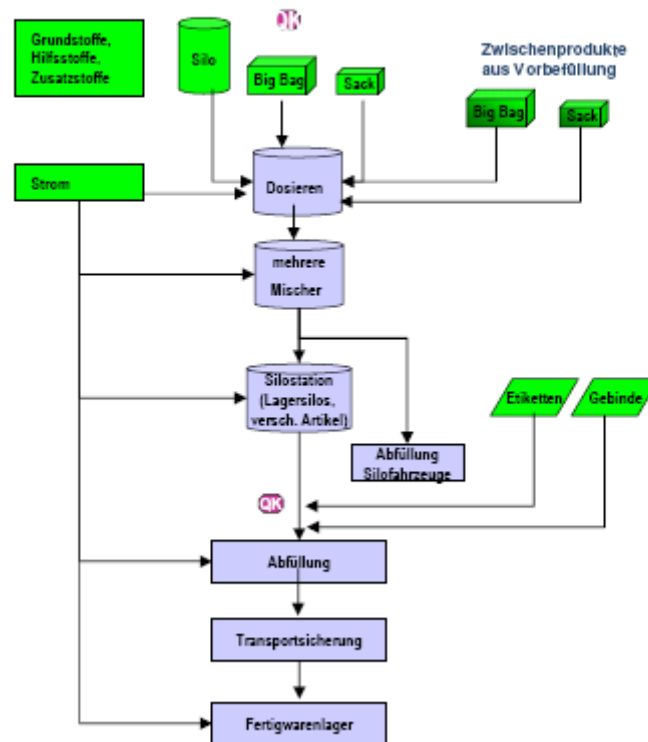 Grundstoffe,
Hilfsstoffe,
Zusatzstoffe
Silo
QK
Big Bag
Sack
Zwischenprodukte
aus Vorbefüllung
Big Bag
Sack
Strom
Dosieren
mehrere
Mischer
Silostation
(Lagersilos,
versch. Artikel)
Etiketten
Gebinde
Abfüllung
Silofahrzeuge
QK
Abfüllung
Transportsicherung
Fertigwarenlager